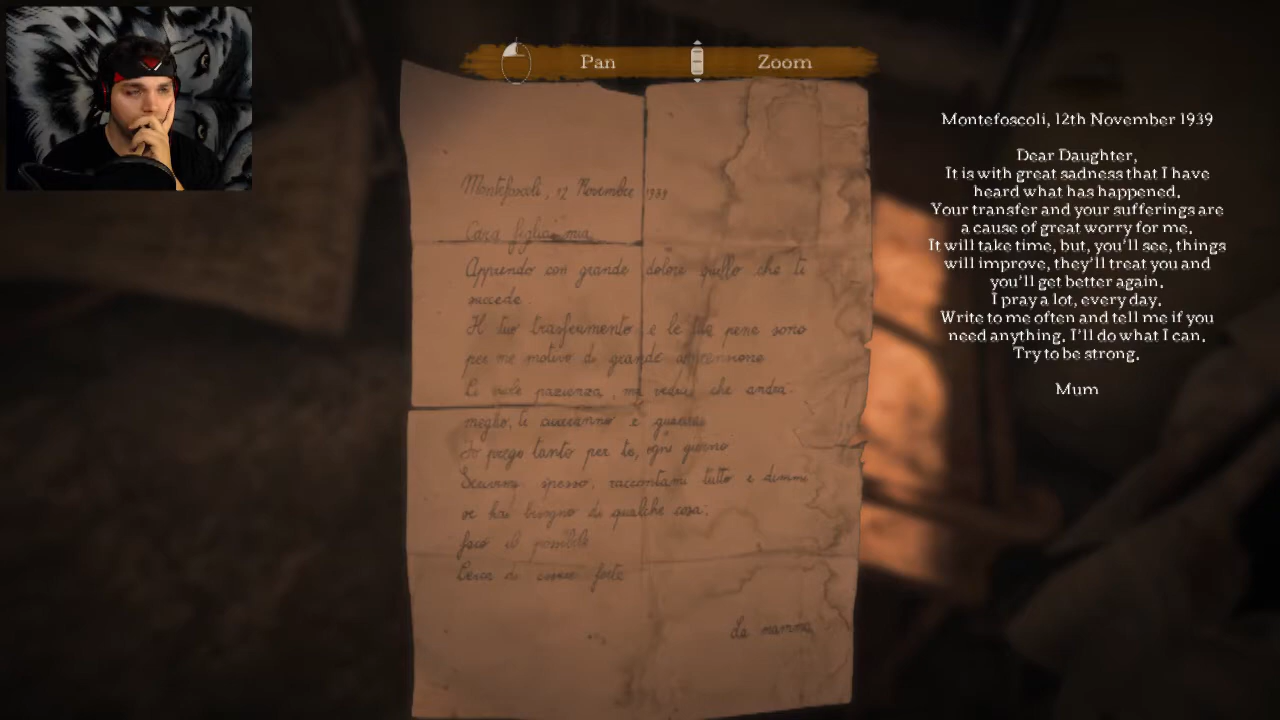 Pan
Zoom
Montefoscoli, 12 Novembre 1939
Cara figlia mia,
Apprendo con grande dolore quello che ti
succede.
Il tuo trasferimento e le tue pene sono
per me motivo di grande apprensione
Ci vuole pazienza, ma vedrai che andrà
meglio, ti cureranno e guarirai
Io prego tanto per te, ogni giorno
Scrivimi spesso, raccontami tutto e dimmi
se hai bisogno di qualche cosa;
farò il possibile
Cerca di essere forte
La mamma
Montefoscoli, 12th November 1939
Dear Daughter,
It is with great sadness that I have
heard what has happened.
Your transfer and your sufferings are
a cause of great worry for me.
It will take time, but, you'll see, things
will improve, they'll treat you and
you'll get better again.
I pray a lot, every day.
Write to me often and tell me if you
need anything, I'll do what I can.
Try to be strong.
Mum